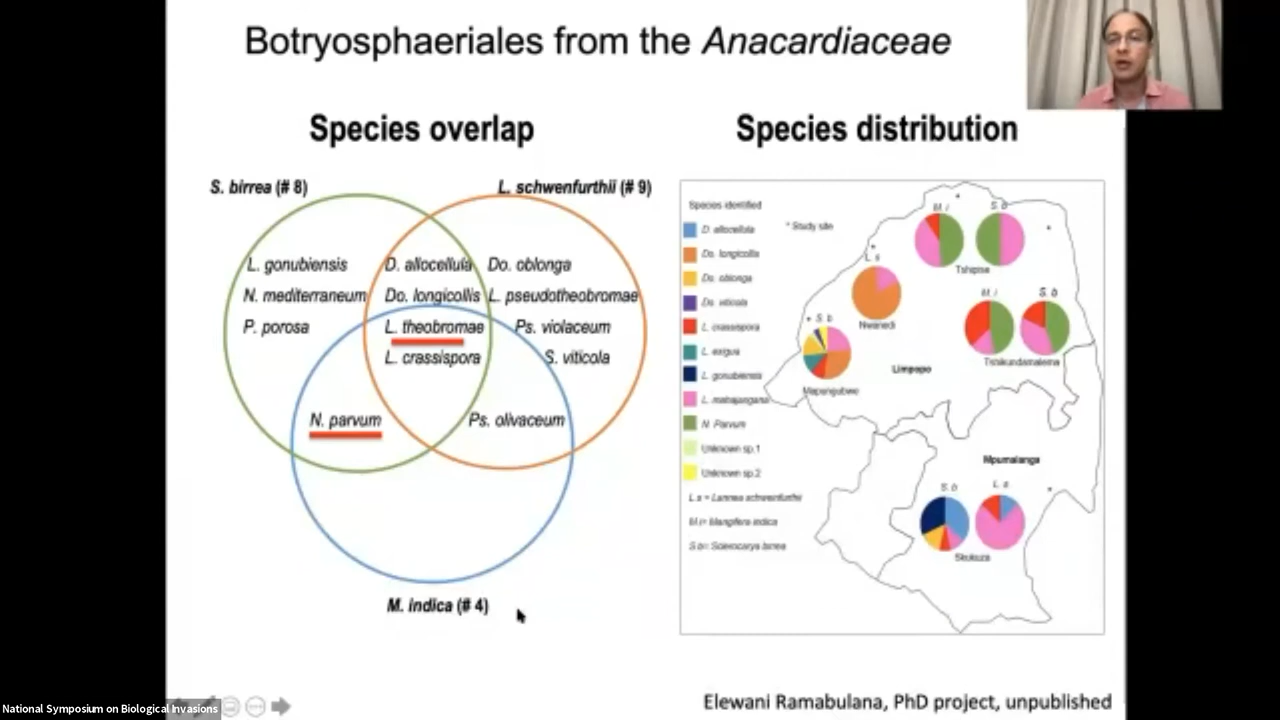 Botryosphaeriales from the Anacardiaceae
Species overlap
Species distribution
S. birrea (# 8)
L. schwenfurthii (# 9)
L. gonubiensis
D. allocellula
Do. oblonga
N. mediterraneum
Do. longicollis
L. pseudotheobromae
P. porosa
L. theobromae
Ps. violaceum
L. crassispora
S. viticola
N. parvum
Ps. olivaceum
M. indica (# 4)
Species identified
* Study site
D. allocellula
Do. longicollis
Do. oblonga
Do. viticola
L. crassispora
L. exigua
L. gonubiensis
L. mahajangana
N. Parvum
Unknown sp.1
Unknown sp.2
L.s = Lannea schwenfurthii
M.i= Mangifera indica
S.b= Sclerocarya birrea
M. i
S. b
Tshipise
L. s
Nwanedi
M. i
S. b
Tshikundamalema
S. b
Mapungubwe
Limpopo
Mpumalanga
S. b
L. s
Skukuza
Elewani Ramabulana, PhD project, unpublished
National Symposium on Biological Invasions